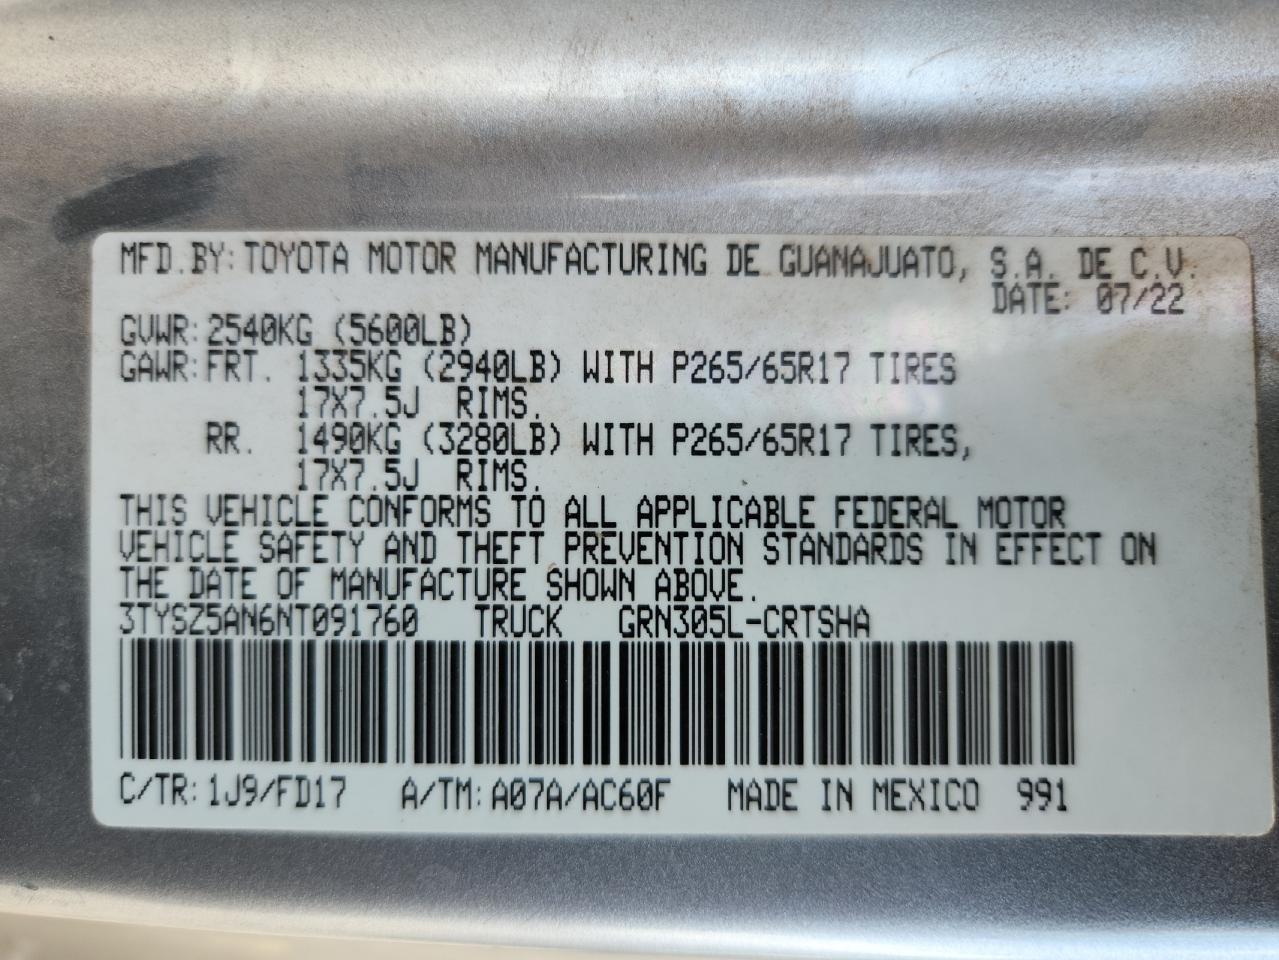 MFD.BY: TOYOTA MOTOR MANUFACTURING DE GUANAJUATO, S.A. DE C.V.
DATE: 07/22
GVWR: 2540KG (5600LB)
GAWR: FRT. 1335KG (2940LB) WITH P265/65R17 TIRES
17X7.5J RIMS.
RR. 1490KG (3280LB) WITH P265/65R17 TIRES,
17X7.5J RIMS.
THIS VEHICLE CONFORMS TO ALL APPLICABLE FEDERAL MOTOR
VEHICLE SAFETY AND THEFT PREVENTION STANDARDS IN EFFECT ON
THE DATE OF MANUFACTURE SHOWN ABOVE.
3TYSZ5AN6NT091760 TRUCK GRN305L-CRTSHA
C/TR: 1J9/FD17 A/TM: A07A/AC60F MADE IN MEXICO 991